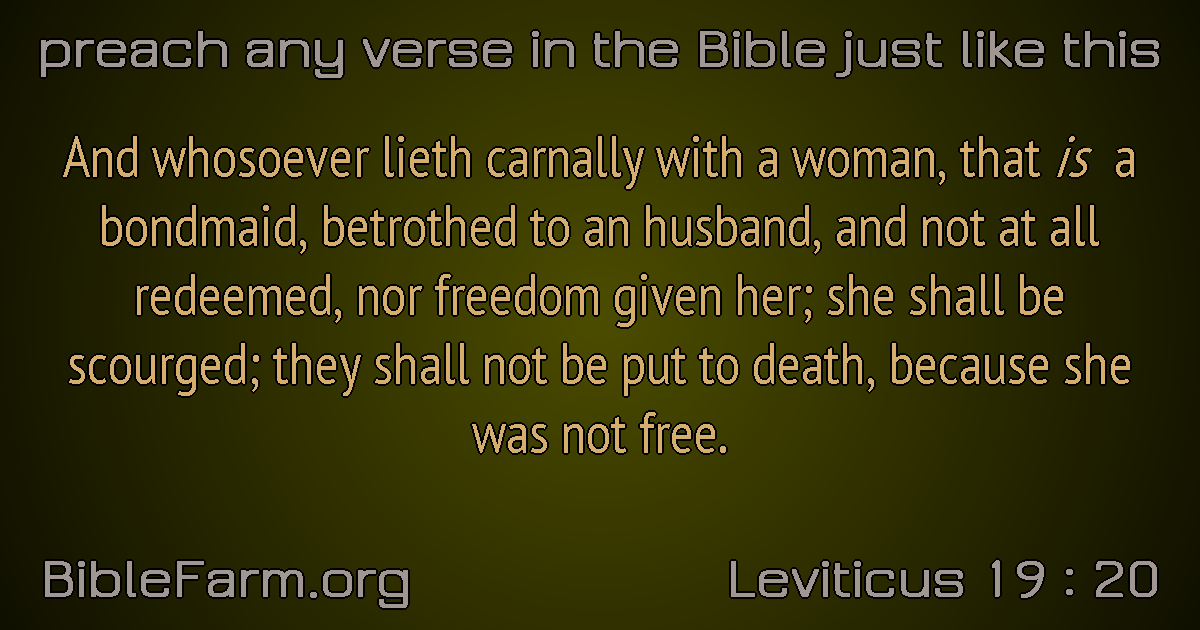 preach any verse in the Bible just like this
And whosoever lieth carnally with a woman, that is a
bondmaid, betrothed to an husband, and not at all
redeemed, nor freedom given her; she shall be
scourged; they shall not be put to death, because she
was not free.
BibleFarm.org
Leviticus 19 : 20